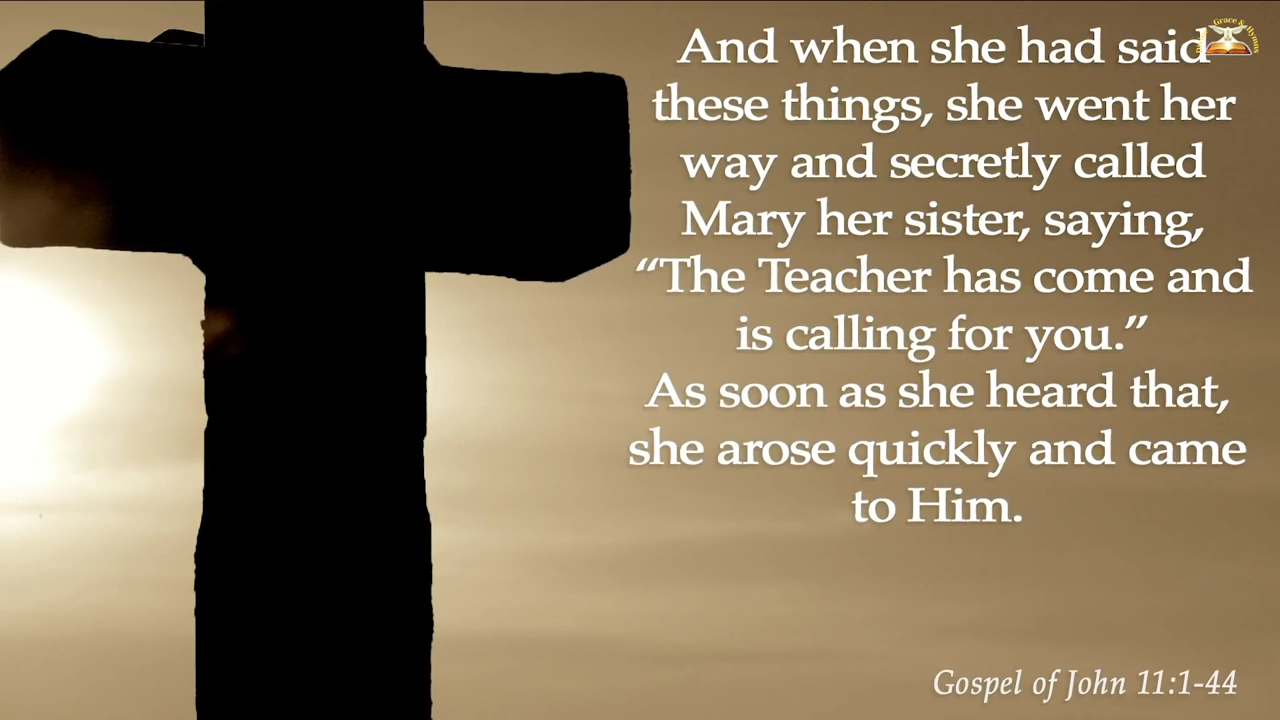 And when she had said
these things, she went her
way and secretly called
Mary her sister, saying,
“The Teacher has come and
is calling for you.”
As soon as she heard that,
she arose quickly and came
to Him.
Grace & Hymns
Gospel of John 11:1-44